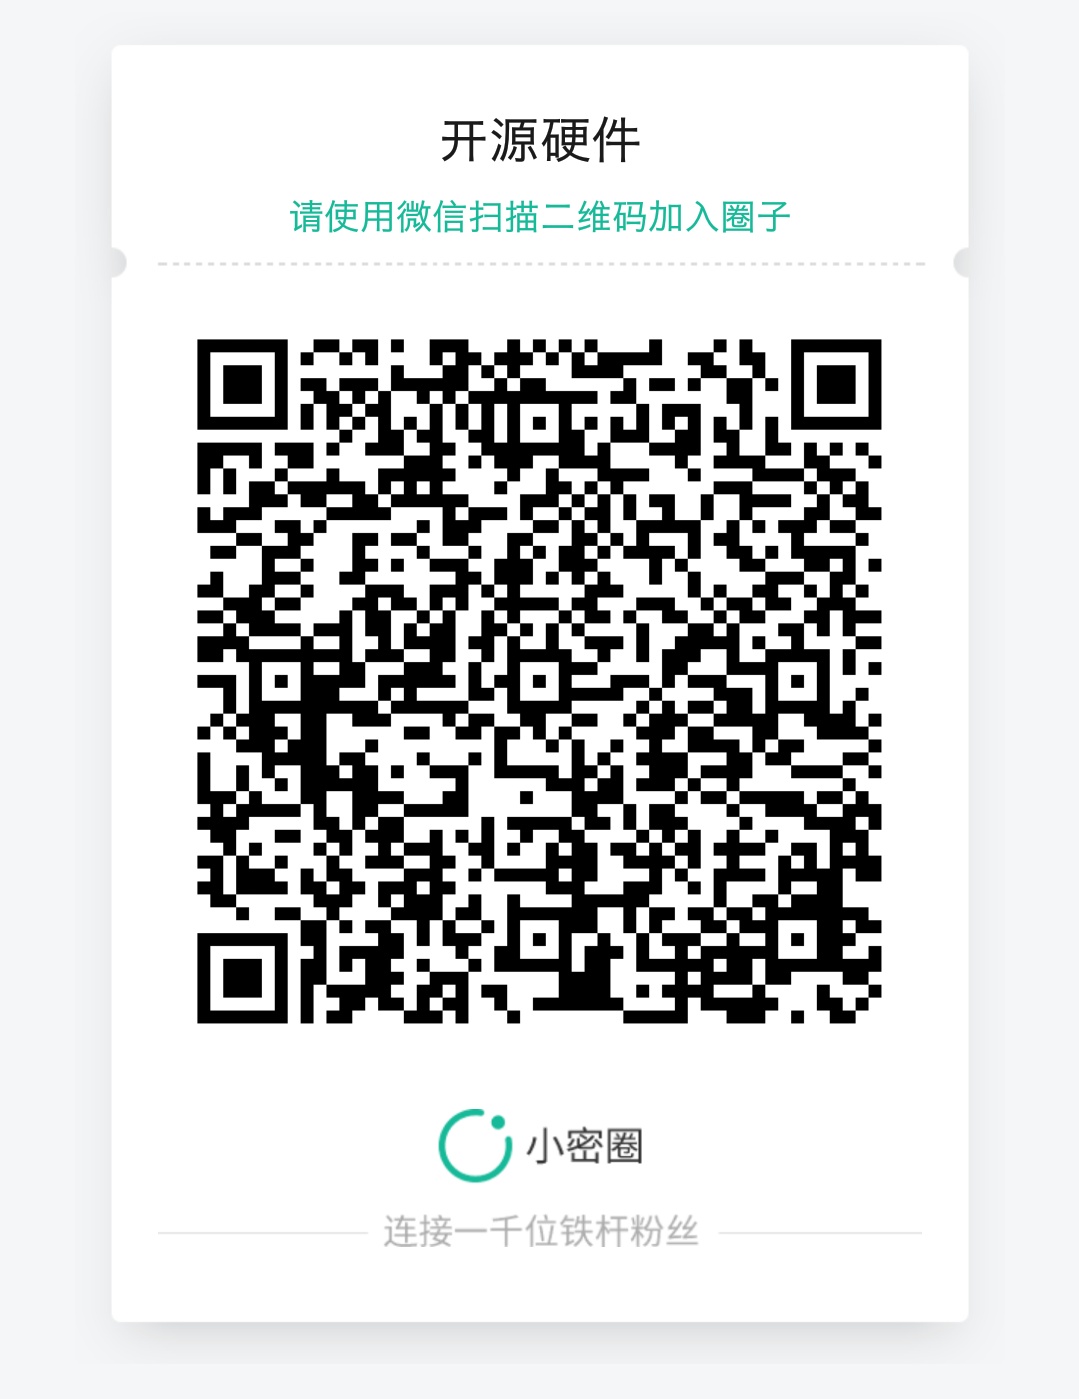 开源硬件
请使用微信扫描二维码加入圈子
小密圈
连接一千位铁杆粉丝